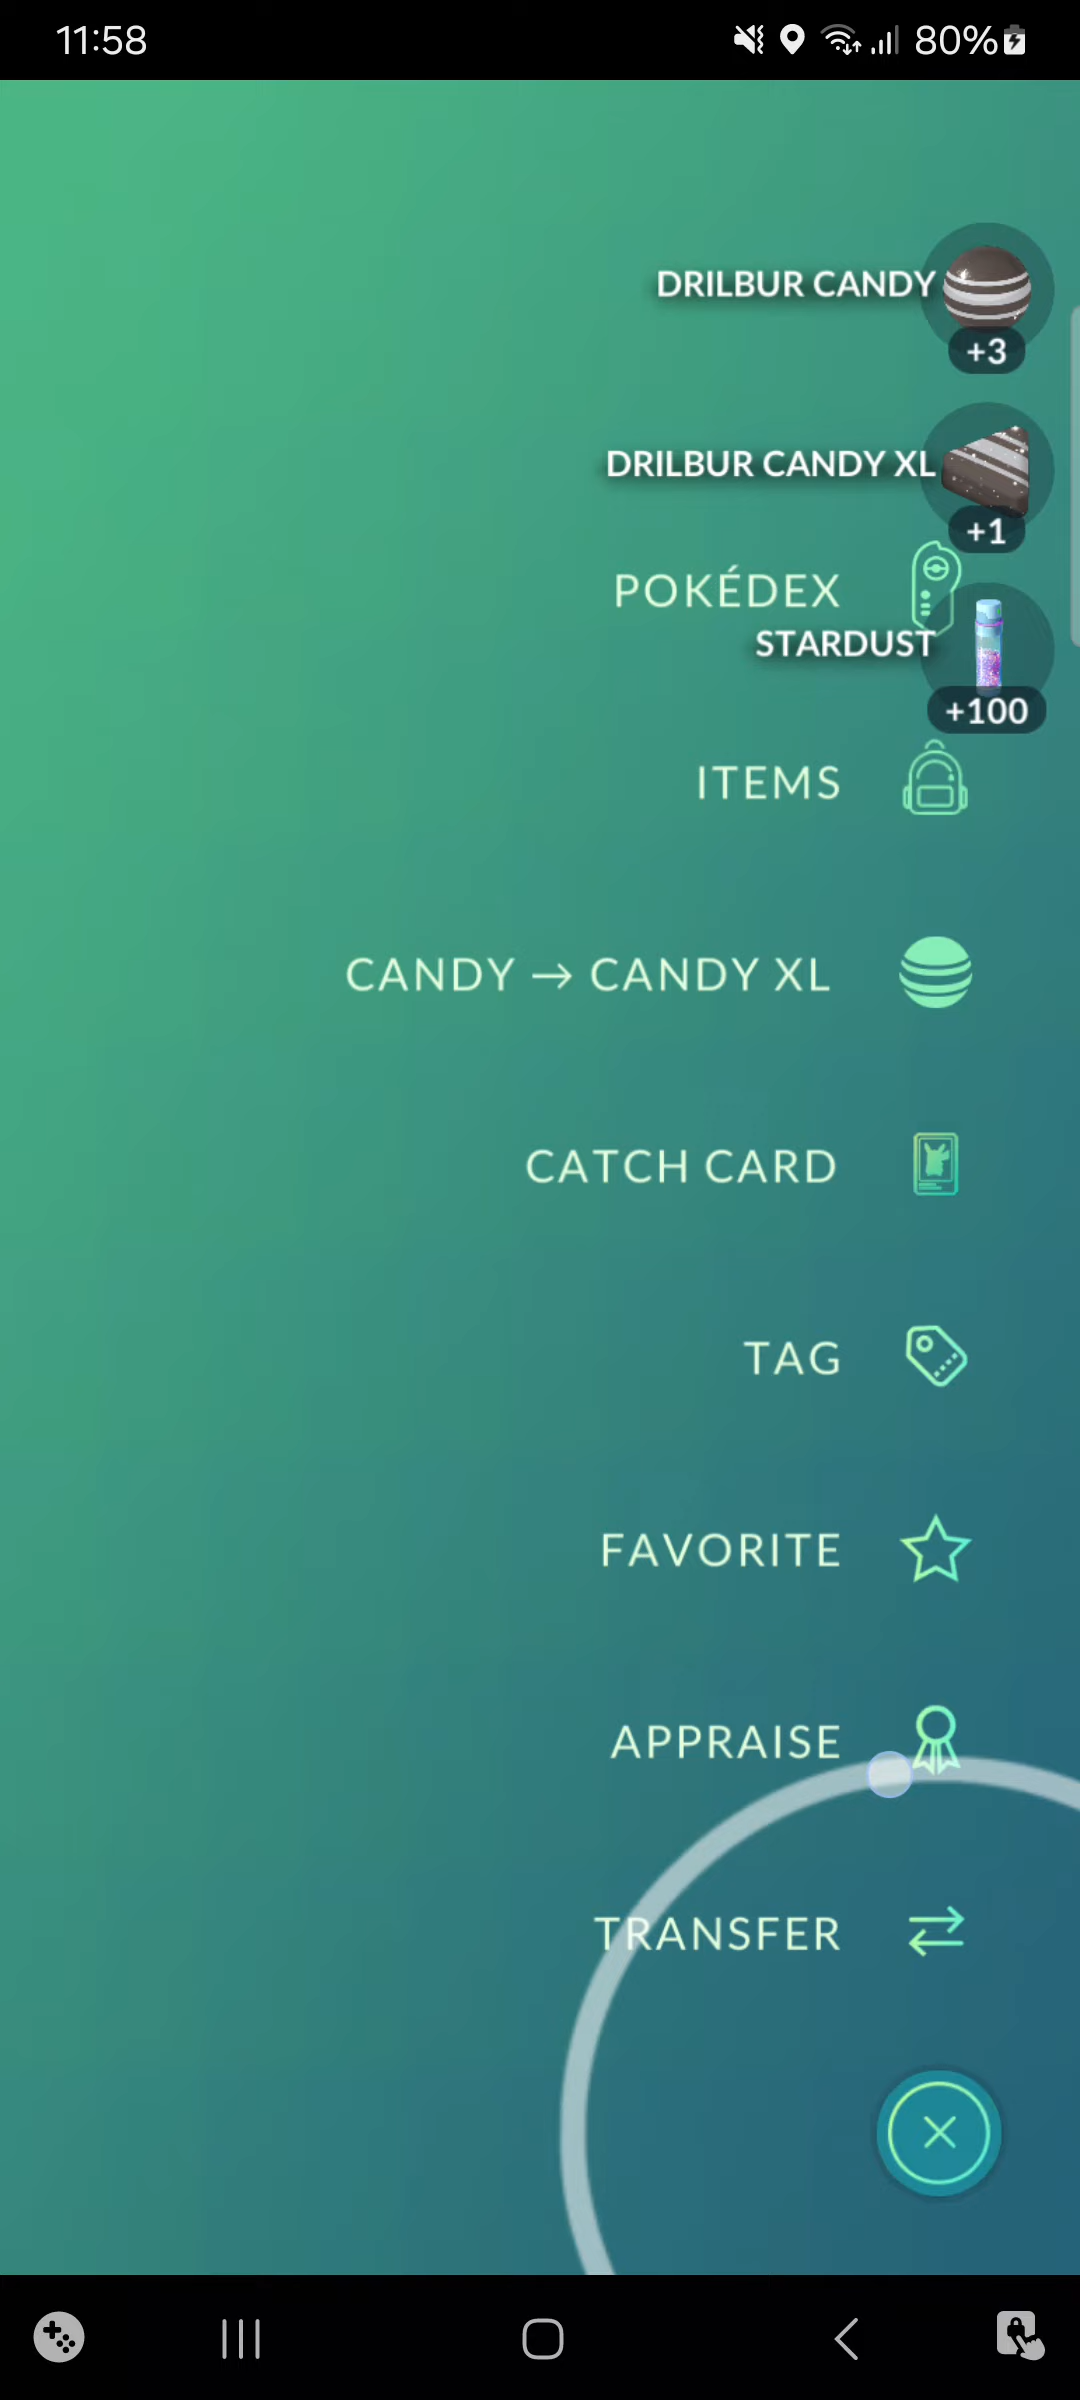 11:58 80%
DRILBUR CANDY
+3
DRILBUR CANDY XL
+1
POKÉDEX
STARDUST
+100
ITEMS
CANDY → CANDY XL
CATCH CARD
TAG
FAVORITE
APPRAISE
TRANSFER